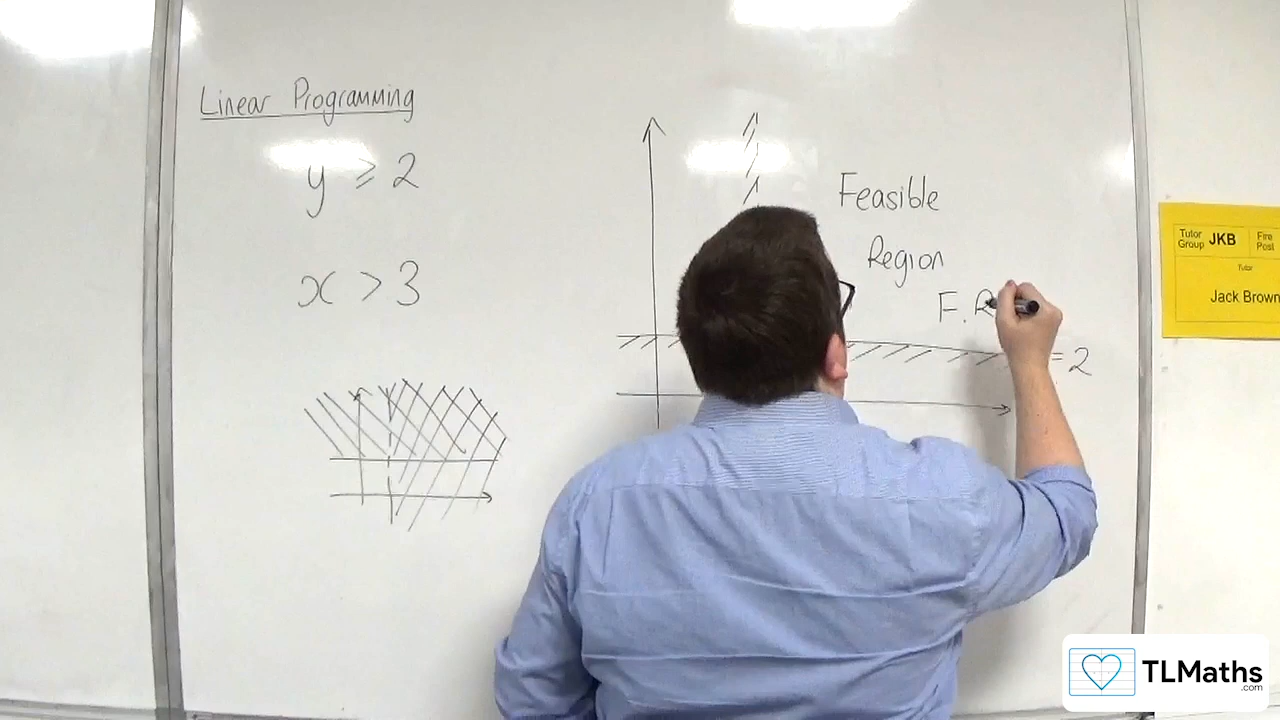 Linear Programming
y ⩾ 2
x > 3
Feasible
Region
F.R
= 2
Tutor Group JKB
Fire Post
Tutor
Jack Brown
TLMaths
.com